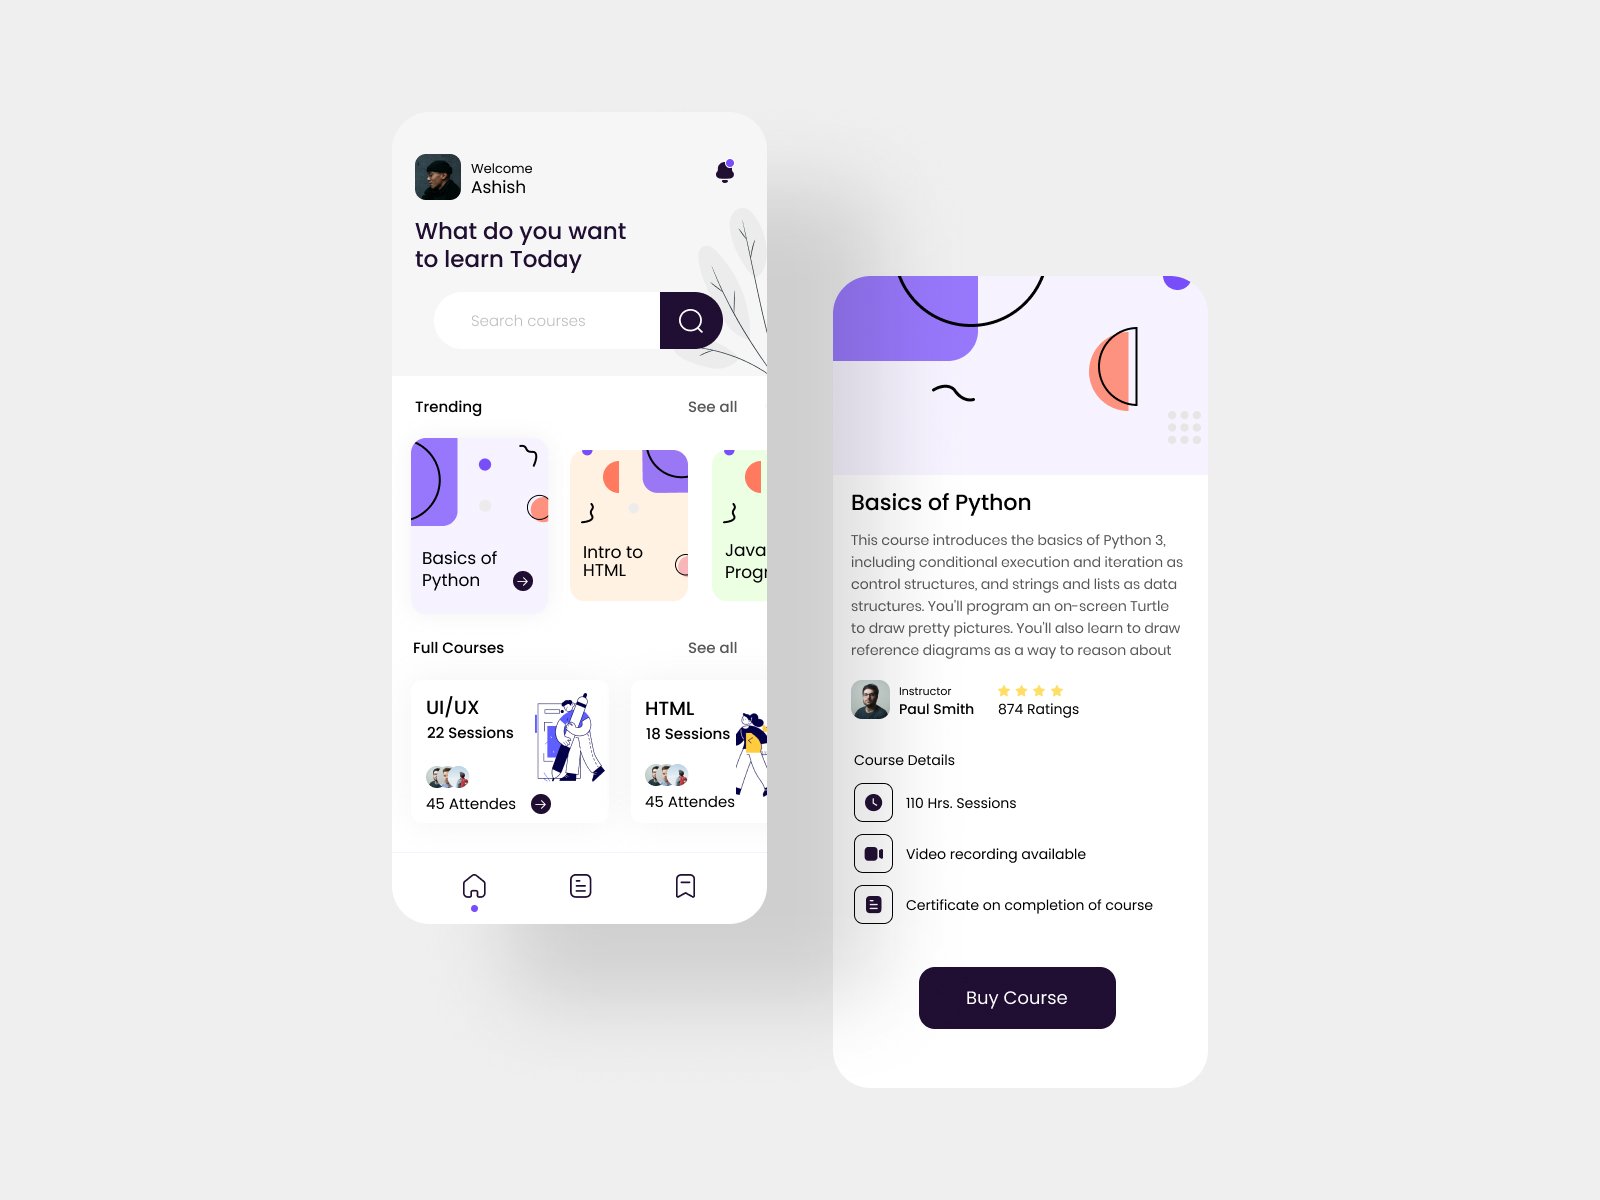 Welcome
Ashish
What do you want
to learn Today
Search courses
Trending
See all
Basics of
Python
Intro to
HTML
Java
Full Courses
See all
UI/UX
22 Sessions
45 Attendes
HTML
18 Sessions
45 Attendes
Basics of Python
This course introduces the basics of Python 3,
including conditional execution and iteration as
control structures, and strings and lists as data
structures. You'll program an on-screen Turtle
to draw pretty pictures. You'll also learn to draw
reference diagrams as a way to reason about
Instructor
Paul Smith
874 Ratings
Course Details
110 Hrs. Sessions
Video recording available
Certificate on completion of course
Buy Course